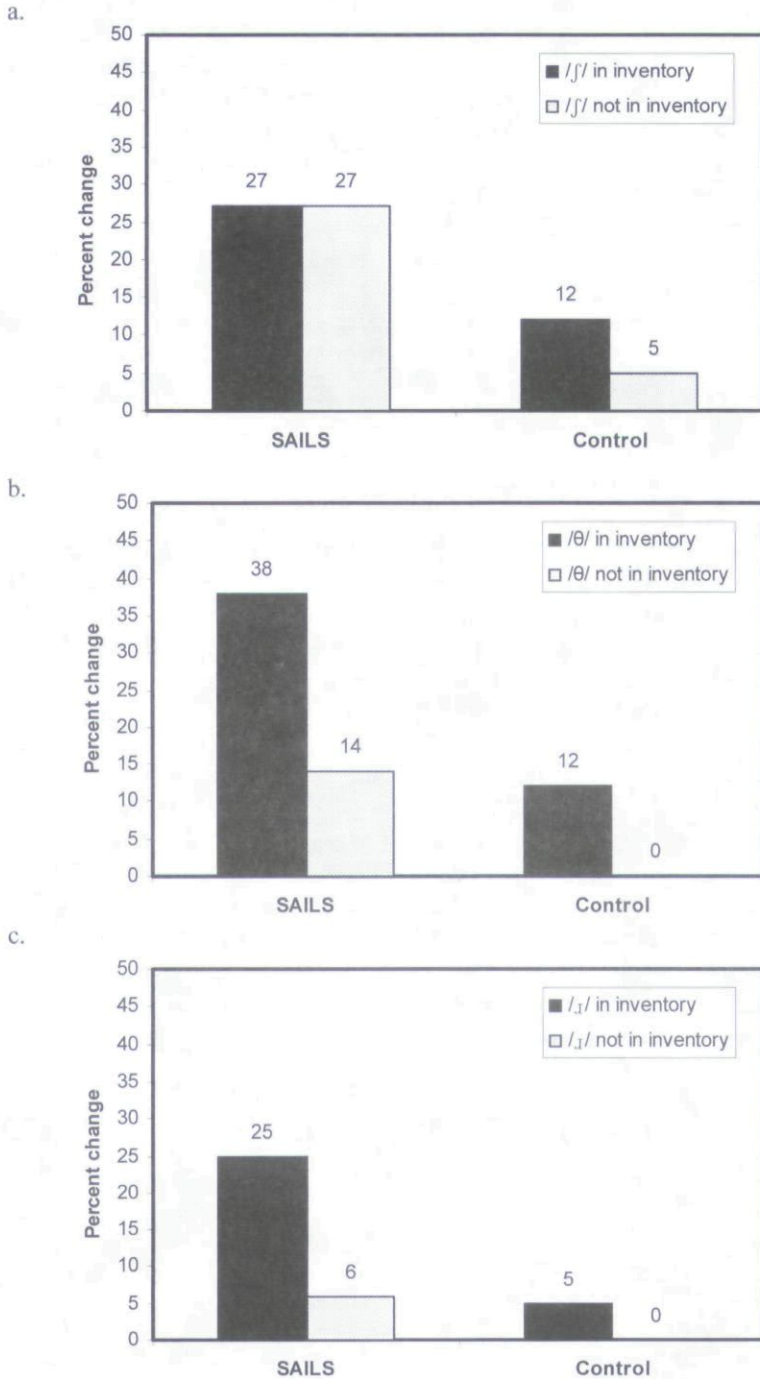 a.
50
45
40
35
30
25
20
15
10
5
0
Percent change
/ʃ/ in inventory
/ʃ/ not in inventory
27
27
12
5
SAILS
Control
b.
50
45
40
35
30
25
20
15
10
5
0
Percent change
/θ/ in inventory
/θ/ not in inventory
38
14
12
0
SAILS
Control
c.
50
45
40
35
30
25
20
15
10
5
0
Percent change
/ɹ/ in inventory
/ɹ/ not in inventory
25
6
5
0
SAILS
Control